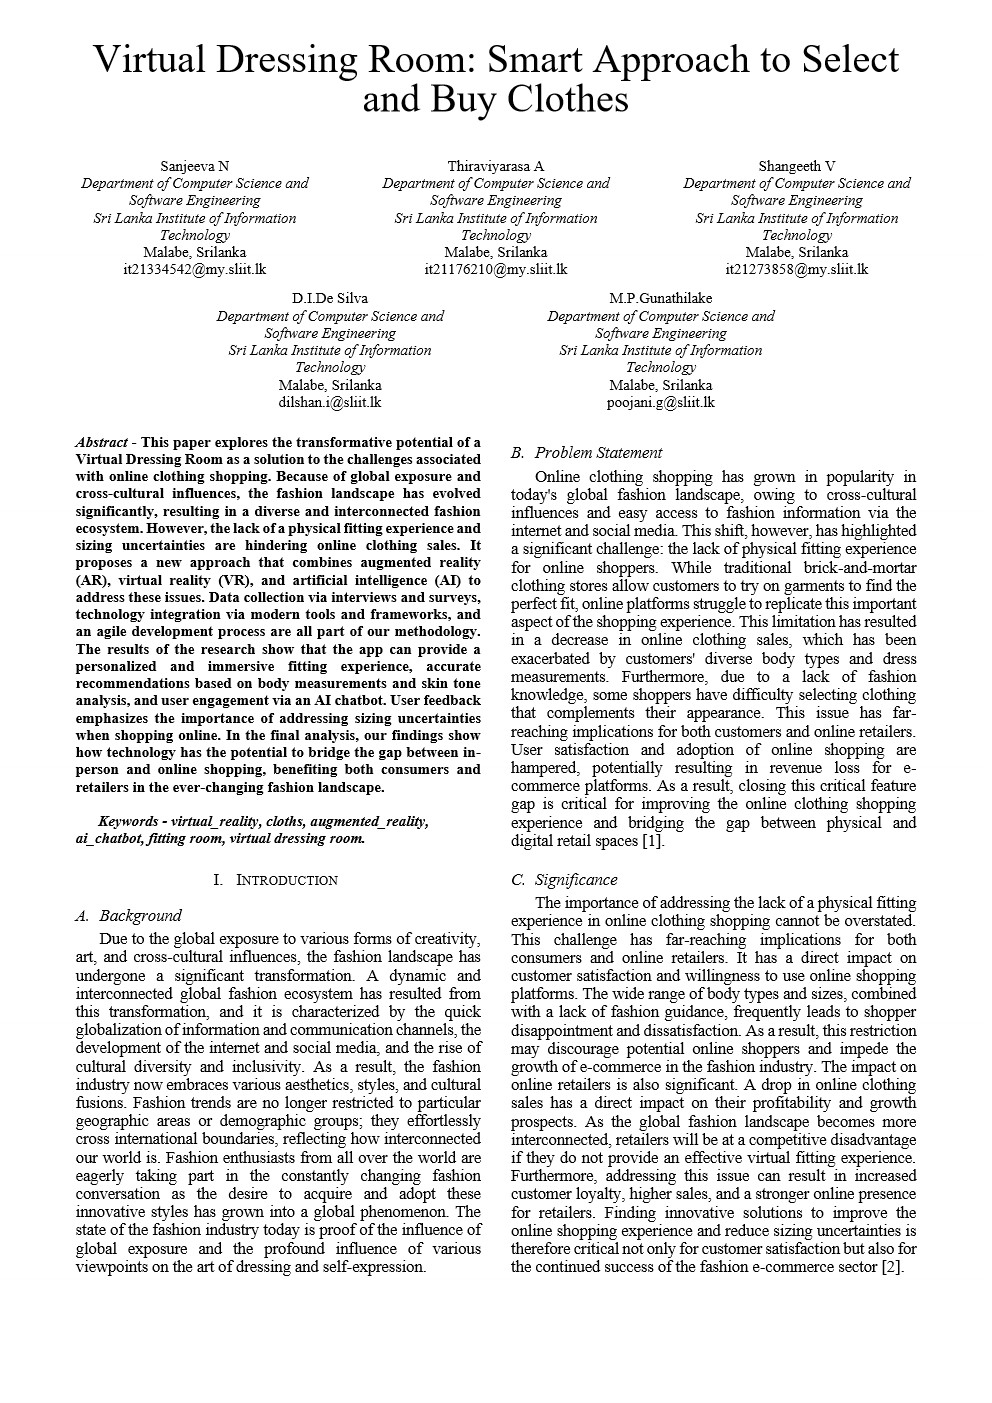 Virtual Dressing Room: Smart Approach to Select
and Buy Clothes
Sanjeeva N
Department of Computer Science and
Software Engineering
Sri Lanka Institute of Information
Technology
Malabe, Srilanka
it21334542@my.sliit.lk
Thiraviyarasa A
Department of Computer Science and
Software Engineering
Sri Lanka Institute of Information
Technology
Malabe, Srilanka
it21176210@my.sliit.lk
Shangeeth V
Department of Computer Science and
Software Engineering
Sri Lanka Institute of Information
Technology
Malabe, Srilanka
it21273858@my.sliit.lk
D.I.De Silva
Department of Computer Science and
Software Engineering
Sri Lanka Institute of Information
Technology
Malabe, Srilanka
dilshan.i@sliit.lk
M.P.Gunathilake
Department of Computer Science and
Software Engineering
Sri Lanka Institute of Information
Technology
Malabe, Srilanka
poojani.g@sliit.lk
Abstract - This paper explores the transformative potential of a
Virtual Dressing Room as a solution to the challenges associated
with online clothing shopping. Because of global exposure and
cross-cultural influences, the fashion landscape has evolved
significantly, resulting in a diverse and interconnected fashion
ecosystem. However, the lack of a physical fitting experience and
sizing uncertainties are hindering online clothing sales. It
proposes a new approach that combines augmented reality
(AR), virtual reality (VR), and artificial intelligence (AI) to
address these issues. Data collection via interviews and surveys,
technology integration via modern tools and frameworks, and
an agile development process are all part of our methodology.
The results of the research show that the app can provide a
personalized and immersive fitting experience, accurate
recommendations based on body measurements and skin tone
analysis, and user engagement via an AI chatbot. User feedback
emphasizes the importance of addressing sizing uncertainties
when shopping online. In the final analysis, our findings show
how technology has the potential to bridge the gap between in-
person and online shopping, benefiting both consumers and
retailers in the ever-changing fashion landscape.
Keywords - virtual_reality, cloths, augmented_reality,
ai_chatbot, fitting room, virtual dressing room.
I. INTRODUCTION
A. Background
Due to the global exposure to various forms of creativity,
art, and cross-cultural influences, the fashion landscape has
undergone a significant transformation. A dynamic and
interconnected global fashion ecosystem has resulted from
this transformation, and it is characterized by the quick
globalization of information and communication channels, the
development of the internet and social media, and the rise of
cultural diversity and inclusivity. As a result, the fashion
industry now embraces various aesthetics, styles, and cultural
fusions. Fashion trends are no longer restricted to particular
geographic areas or demographic groups; they effortlessly
cross international boundaries, reflecting how interconnected
our world is. Fashion enthusiasts from all over the world are
eagerly taking part in the constantly changing fashion
conversation as the desire to acquire and adopt these
innovative styles has grown into a global phenomenon. The
state of the fashion industry today is proof of the influence of
global exposure and the profound influence of various
viewpoints on the art of dressing and self-expression.
B. Problem Statement
Online clothing shopping has grown in popularity in
today's global fashion landscape, owing to cross-cultural
influences and easy access to fashion information via the
internet and social media. This shift, however, has highlighted
a significant challenge: the lack of physical fitting experience
for online shoppers. While traditional brick-and-mortar
clothing stores allow customers to try on garments to find the
perfect fit, online platforms struggle to replicate this important
aspect of the shopping experience. This limitation has resulted
in a decrease in online clothing sales, which has been
exacerbated by customers' diverse body types and dress
measurements. Furthermore, due to a lack of fashion
knowledge, some shoppers have difficulty selecting clothing
that complements their appearance. This issue has far-
reaching implications for both customers and online retailers.
User satisfaction and adoption of online shopping are
hampered, potentially resulting in revenue loss for e-
commerce platforms. As a result, closing this critical feature
gap is critical for improving the online clothing shopping
experience and bridging the gap between physical and
digital retail spaces [1].
C. Significance
The importance of addressing the lack of a physical fitting
experience in online clothing shopping cannot be overstated.
This challenge has far-reaching implications for both
consumers and online retailers. It has a direct impact on
customer satisfaction and willingness to use online shopping
platforms. The wide range of body types and sizes, combined
with a lack of fashion guidance, frequently leads to shopper
disappointment and dissatisfaction. As a result, this restriction
may discourage potential online shoppers and impede the
growth of e-commerce in the fashion industry. The impact on
online retailers is also significant. A drop in online clothing
sales has a direct impact on their profitability and growth
prospects. As the global fashion landscape becomes more
interconnected, retailers will be at a competitive disadvantage
if they do not provide an effective virtual fitting experience.
Furthermore, addressing this issue can result in increased
customer loyalty, higher sales, and a stronger online presence
for retailers. Finding innovative solutions to improve the
online shopping experience and reduce sizing uncertainties is
therefore critical not only for customer satisfaction but also for
the continued success of the fashion e-commerce sector [2].